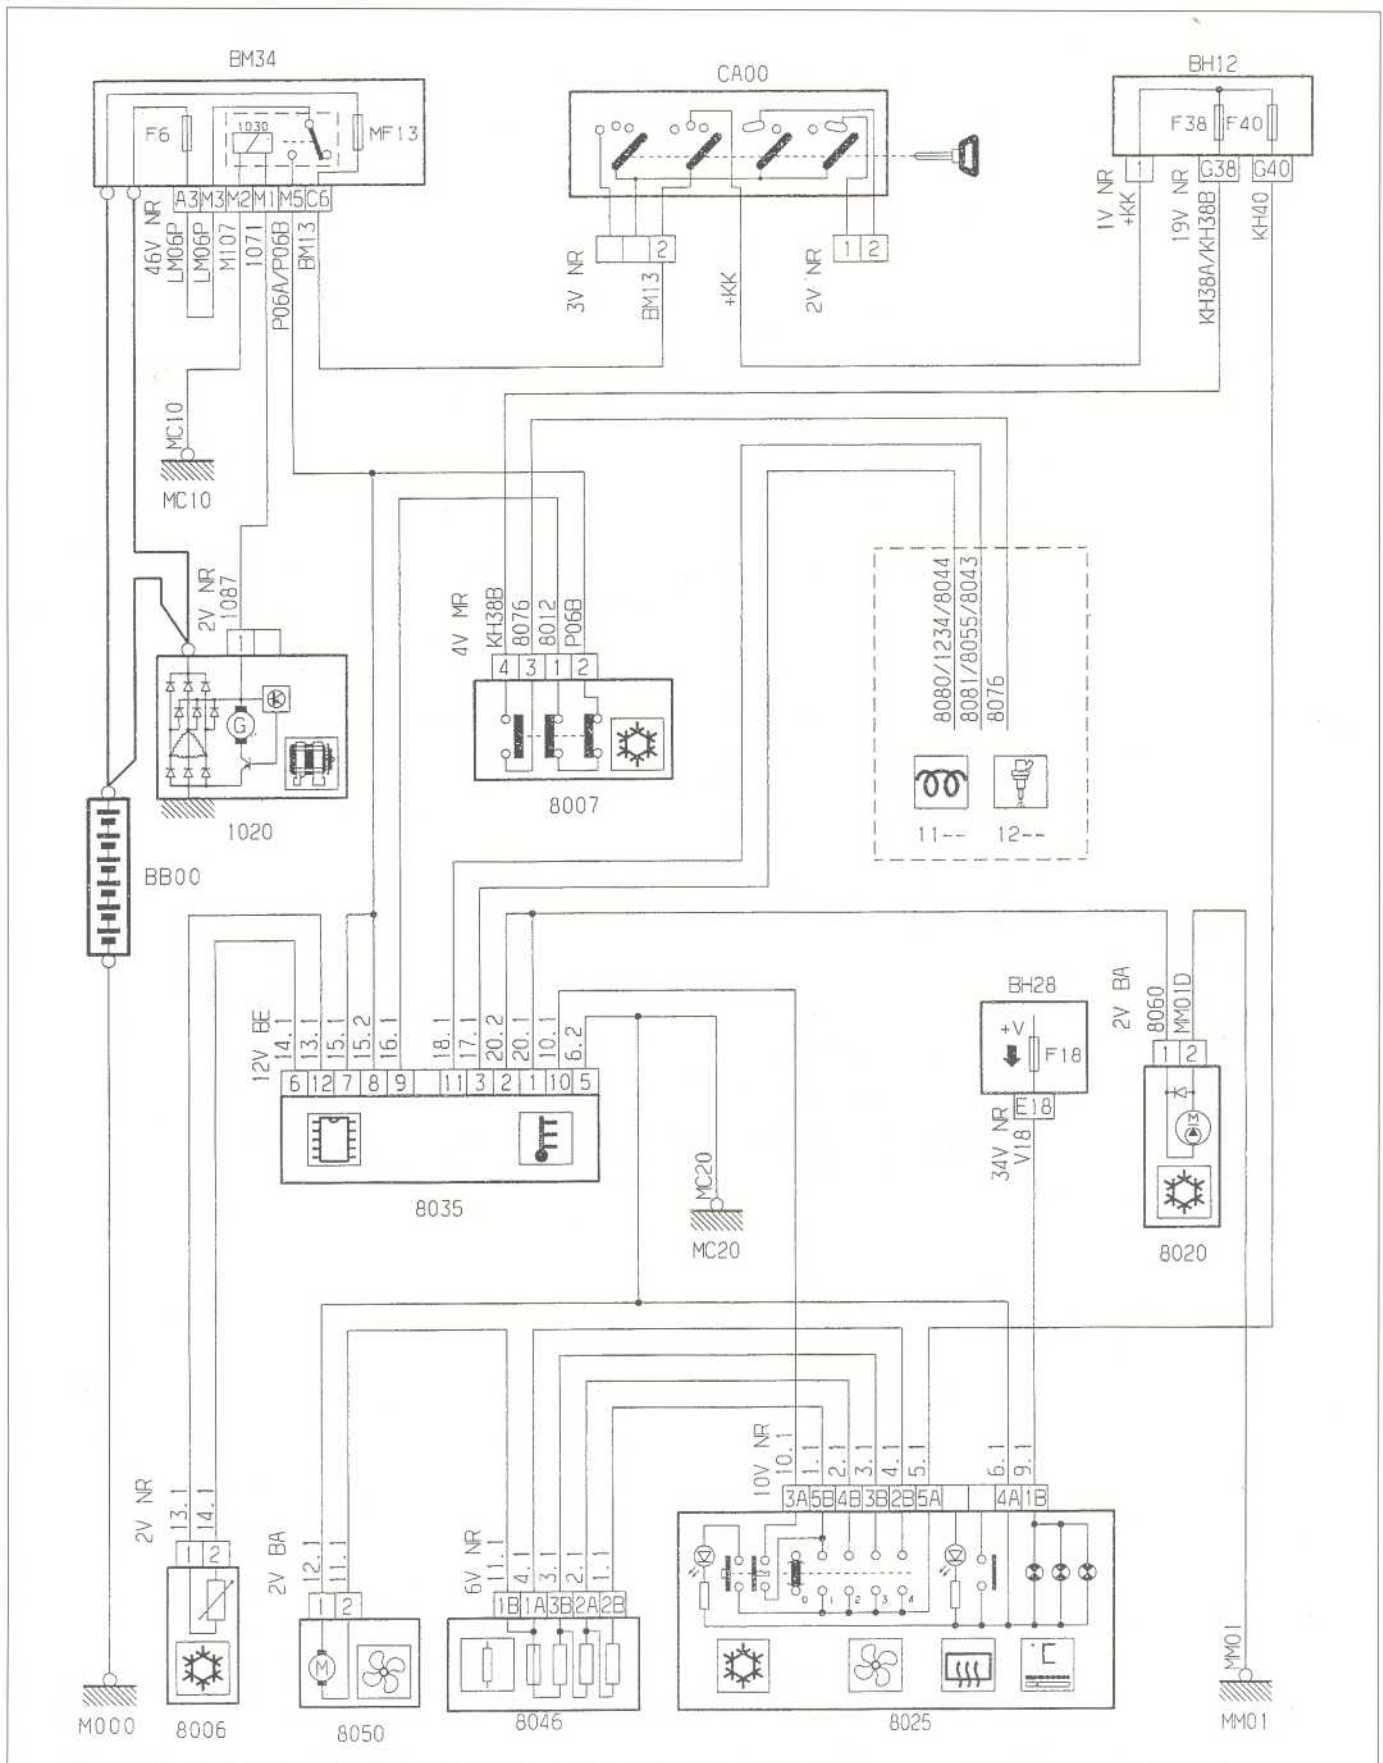 BM34
CA00
BH12
F6
1030
MF13
F38
F40
A3 M3 M2 M1 M5 C6
1
G38
G40
46V NR
LM06P
LM06P
M107
1071
P06A/P06B
BM13
3V NR
2
BM13
+KK
2V NR
1 2
1V NR
+KK
19V NR
KH38A/KH38B
KH40
MC10
MC10
2V NR
1087
1
G
1020
4V MR
KH38B
8076
8012
P06B
4 3 1 2
8007
8080/1234/8044
8081/8055/8043
8076
11--
12--
BB00
12V BE
14.1
13.1
15.1
15.2
16.1
18.1
17.1
20.2
20.1
10.1
6.2
6 12 7 8 9 11 3 2 1 10 5
8035
MC20
MC20
BH28
+V
F18
E18
34V NR
V18
2V BA
8060
MM01D
1 2
M
8020
2V NR
13.1
14.1
1 2
8006
2V BA
12.1
11.1
1 2
M
8050
6V NR
11.1
4.1
3.1
2.1
1.1
1B 1A 3B 2A 2B
8046
10V NR
10.1
1.1
2.1
3.1
4.1
5.1
6.1
9.1
3A 5B 4B 3B 2B 5A 4A 1B
0 1 2 3 4
°C
8025
M000
MM01
MM01